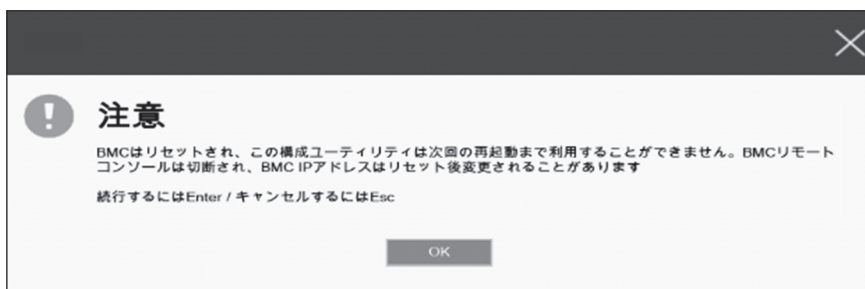 注意
BMCはリセットされ、この構成ユーティリティは次回の再起動まで利用することができません。BMCリモート
コンソールは切断され、BMC IPアドレスはリセット後変更されることがあります
続行するにはEnter / キャンセルするにはEsc
OK